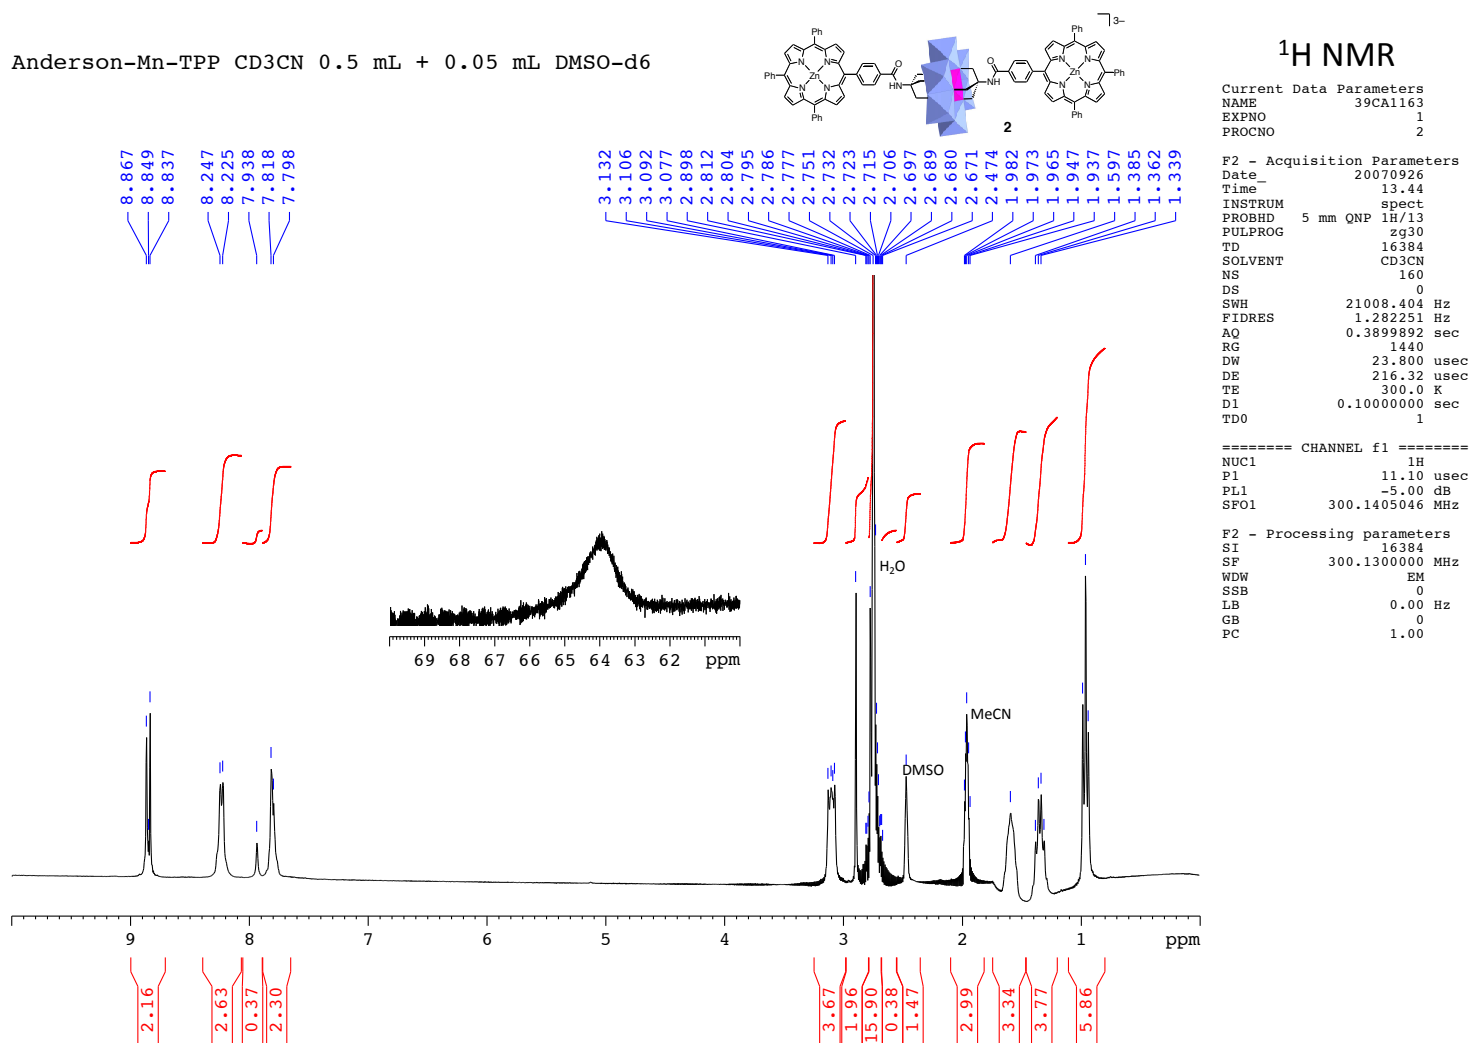 Anderson-Mn-TPP CD3CN 0.5 mL + 0.05 mL DMSO-d6
Ph
Ph
Ph
N
N
N
N
Zn
O
NH
3–
O
NH
Ph
Ph
Ph
N
N
N
N
Zn
2
8.867
8.849
8.837
8.247
8.225
7.938
7.818
7.798
3.132
3.106
3.092
3.077
2.898
2.812
2.804
2.795
2.786
2.777
2.751
2.732
2.723
2.715
2.706
2.697
2.689
2.680
2.671
2.474
1.982
1.973
1.965
1.947
1.937
1.597
1.385
1.362
1.339
¹H NMR
Current Data Parameters
NAME 39CA1163
EXPNO 1
PROCNO 2
F2 - Acquisition Parameters
Date_ 20070926
Time 13.44
INSTRUM spect
PROBHD 5 mm QNP 1H/13
PULPROG zg30
TD 16384
SOLVENT CD3CN
NS 160
DS 0
SWH 21008.404 Hz
FIDRES 1.282251 Hz
AQ 0.3899892 sec
RG 1440
DW 23.800 usec
DE 216.32 usec
TE 300.0 K
D1 0.10000000 sec
TD0 1
======== CHANNEL f1 ========
NUC1 1H
P1 11.10 usec
PL1 -5.00 dB
SFO1 300.1405046 MHz
F2 - Processing parameters
SI 16384
SF 300.1300000 MHz
WDW EM
SSB 0
LB 0.00 Hz
GB 0
PC 1.00
H₂O
MeCN
DMSO
69 68 67 66 65 64 63 62 ppm
9 8 7 6 5 4 3 2 1 ppm
2.16
2.63
0.37
2.30
3.67
1.96
15.90
0.38
1.47
2.99
3.34
3.77
5.86